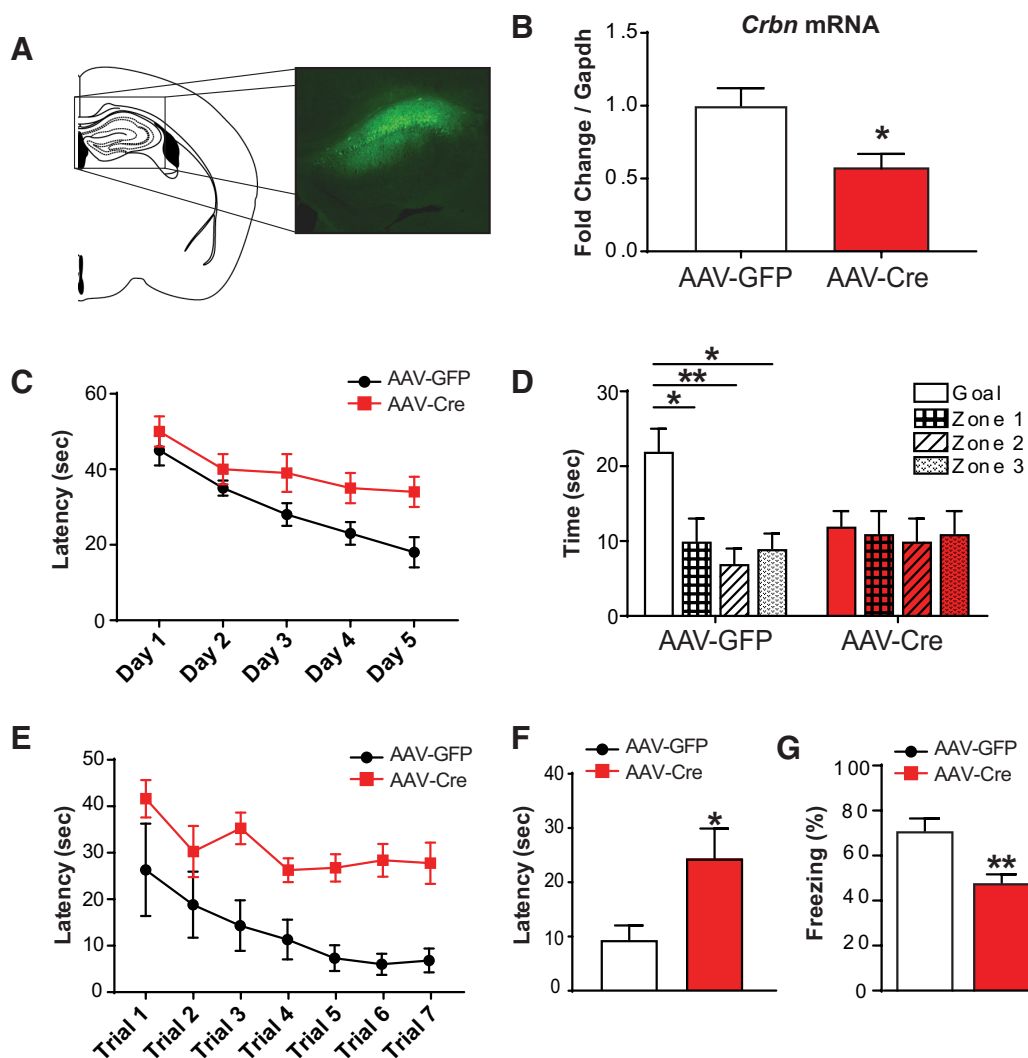 A
B
Crbn mRNA
Fold Change / Gapdh
1.5
1.0
0.5
0.0
*
AAV-GFP
AAV-Cre
C
Latency (sec)
60
40
20
0
AAV-GFP
AAV-Cre
Day 1
Day 2
Day 3
Day 4
Day 5
D
Time (sec)
30
20
10
0
*
**
*
Goal
Zone 1
Zone 2
Zone 3
AAV-GFP
AAV-Cre
E
Latency (sec)
50
40
30
20
10
0
AAV-GFP
AAV-Cre
Trial 1
Trial 2
Trial 3
Trial 4
Trial 5
Trial 6
Trial 7
F
AAV-GFP
AAV-Cre
Latency (sec)
40
30
20
10
0
*
G
AAV-GFP
AAV-Cre
Freezing (%)
100
80
60
40
20
0
**